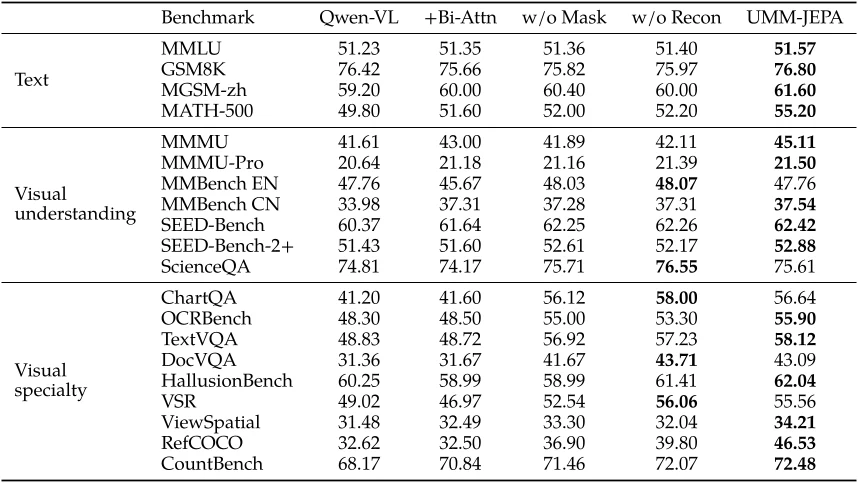 Benchmark Qwen-VL +Bi-Attn w/o Mask w/o Recon UMM-JEPA
Text
MMLU 51.23 51.35 51.36 51.40 51.57
GSM8K 76.42 75.66 75.82 75.97 76.80
MGSM-zh 59.20 60.00 60.40 60.00 61.60
MATH-500 49.80 51.60 52.00 52.20 55.20
Visual
understanding
MMMU 41.61 43.00 41.89 42.11 45.11
MMMU-Pro 20.64 21.18 21.16 21.39 21.50
MMBench EN 47.76 45.67 48.03 48.07 47.76
MMBench CN 33.98 37.31 37.28 37.31 37.54
SEED-Bench 60.37 61.64 62.25 62.26 62.42
SEED-Bench-2+ 51.43 51.60 52.61 52.17 52.88
ScienceQA 74.81 74.17 75.71 76.55 75.61
Visual
specialty
ChartQA 41.20 41.60 56.12 58.00 56.64
OCRBench 48.30 48.50 55.00 53.30 55.90
TextVQA 48.83 48.72 56.92 57.23 58.12
DocVQA 31.36 31.67 41.67 43.71 43.09
HallusionBench 60.25 58.99 58.99 61.41 62.04
VSR 49.02 46.97 52.54 56.06 55.56
ViewSpatial 31.48 32.49 33.30 32.04 34.21
RefCOCO 32.62 32.50 36.90 39.80 46.53
CountBench 68.17 70.84 71.46 72.07 72.48